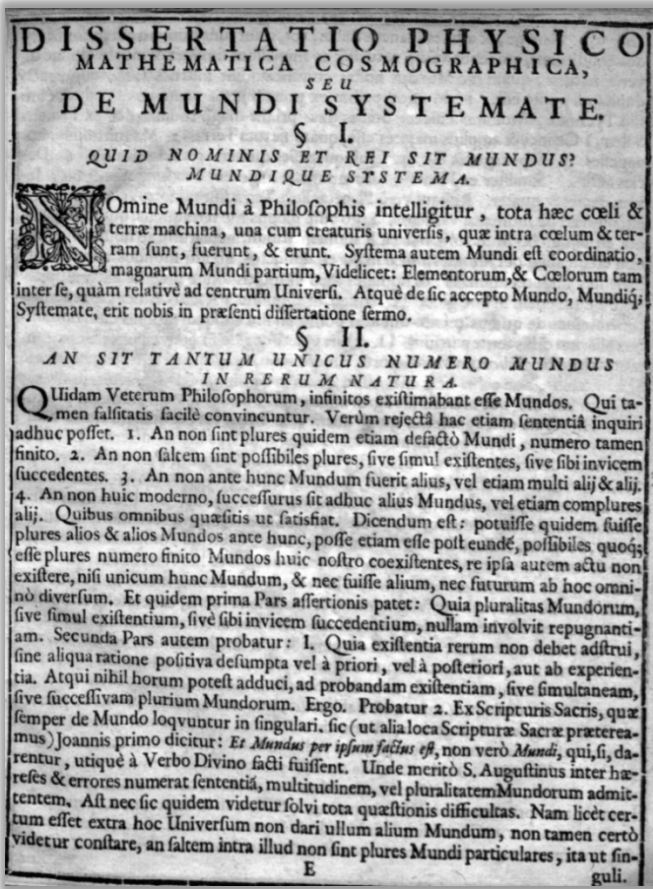 DISSERTATIO PHYSICO
MATHEMATICA COSMOGRAPHICA,
SEU
DE MUNDI SYSTEMATE.
§ I.
QUID NOMINIS ET REI SIT MUNDUS?
MUNDIQUE SYSTEMA.
NOmine Mundi à Philoſophis intelligitur, tota hæc cœli &
terræ machina, una cum creaturis univerſis, quæ intra cœlum & ter-
ram ſunt, fuerunt, & erunt. Syſtema autem Mundi eſt coordinatio,
magnarum Mundi partium, Videlicet: Elementorum, & Cœlorum tam
inter ſe, quàm relativè ad centrum Univerſi. Atquè de ſic accepto Mundo, Mundiq;
Syſtemate, erit nobis in præſenti diſſertatione ſermo.
§ II.
AN SIT TANTUM UNICUS NUMERO MUNDUS
IN RERUM NATURA.
QUidam Veterum Philoſophorum, infinitos exiſtimabant eſſe Mundos. Qui ta-
men falſitatis facilè convincuntur. Verùm rejectâ hac etiam ſententiâ inquiri
adhuc poſſet. 1. An non ſint plures quidem etiam defactò Mundi, numero tamen
finito. 2. An non ſaltem ſint poſſibiles plures, ſive ſimul exiſtentes, ſive ſibi invicem
ſuccedentes. 3. An non ante hunc Mundum fuerit alius, vel etiam multi alij & alij.
4. An non huic moderno, ſucceſſurus ſit adhuc alius Mundus, vel etiam complures
alij. Quibus omnibus quæſitis ut ſatisfiat. Dicendum eſt: potuiſſe quidem fuiſſe
plures alios & alios Mundos ante hunc, poſſe etiam eſſe poſt eundẽ, poſſibiles quoq;
eſſe plures numero finito Mundos huic noſtro coexiſtentes, re ipſa autem actu non
exiſtere, niſi unicum hunc Mundum, & nec fuiſſe alium, nec futurum ab hoc omni-
nò diverſum. Et quidem prima Pars aſſertionis patet: Quia pluralitas Mundorum,
ſive ſimul exiſtentium, ſivè ſibi invicem ſuccedentium, nullam involvit repugnanti-
am. Secunda Pars autem probatur: I. Quia exiſtentia rerum non debet adſtrui,
ſine aliqua ratione poſitiva deſumpta vel à priori, vel à poſteriori, aut ab experien-
tia. Atqui nihil horum poteſt adduci, ad probandam exiſtentiam, ſive ſimultaneam,
ſive ſucceſſivam plurium Mundorum. Ergo. Probatur 2. Ex Scripturis Sacris, quæ
ſemper de Mundo loqvuntur in ſingulari. ſic (ut alia loca Scripturæ Sacræ præterea-
mus) Joannis primo dicitur: Et Mundus per ipſum factus eſt, non verò Mundi, qui, ſi, da-
rentur, utiquè à Verbo Divino facti fuiſſent. Unde meritò S. Auguſtinus inter hæ-
reſes & errores numerat ſententiã, multitudinem, vel pluralitatem Mundorum admit-
tentem. Aſt nec ſic quidem videtur ſolvi tota quæſtionis difficultas. Nam licèt cer-
tum eſſet extra hoc Univerſum non dari ullum alium Mundum, non tamen certò
videtur conſtare, an ſaltem intra illud non ſint plures Mundi particulares, ita ut ſin-
E
guli.